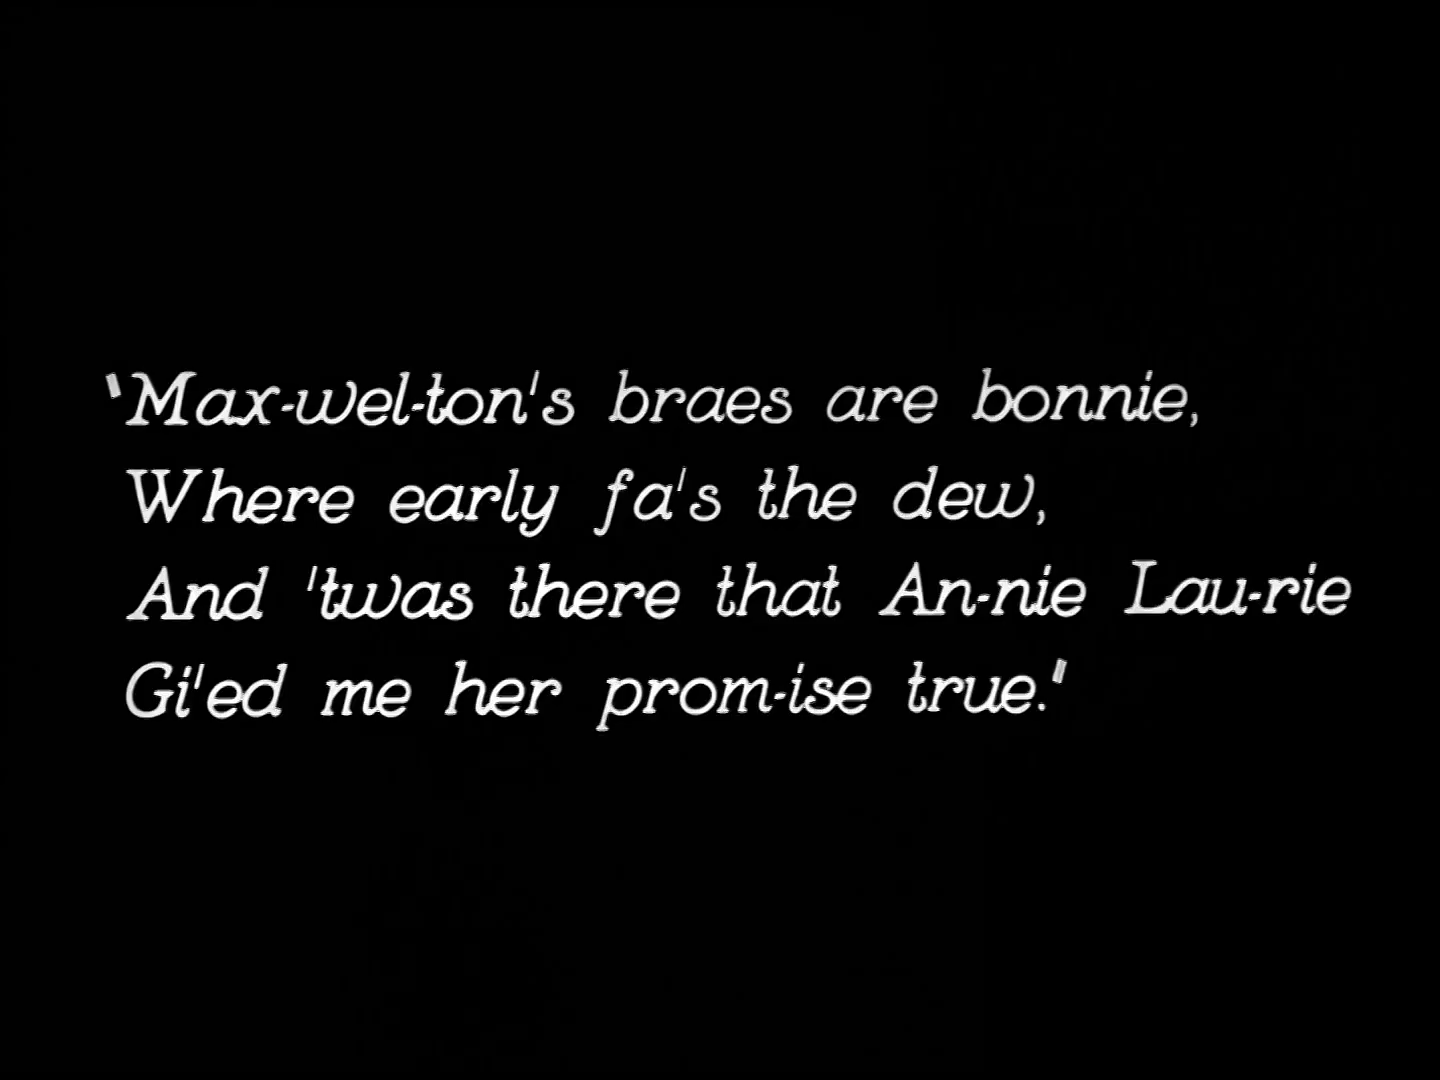 "Max-wel-ton's braes are bonnie,
Where early fa's the dew,
And 'twas there that An-nie Lau-rie
Gi'ed me her prom-ise true."